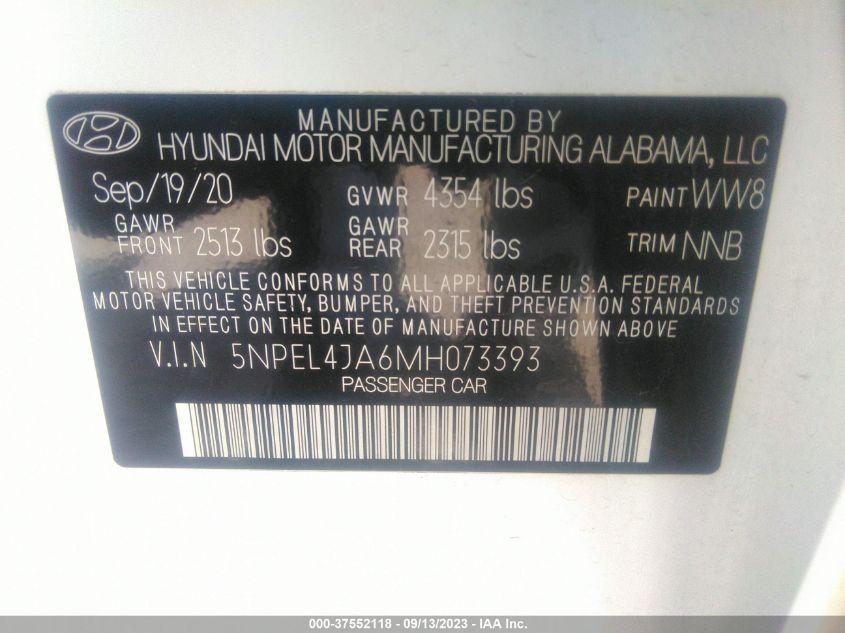 MANUFACTURED BY
HYUNDAI MOTOR MANUFACTURING ALABAMA, LLC
Sep/19/20 GVWR 4354 lbs PAINT WW8
GAWR FRONT 2513 lbs GAWR REAR 2315 lbs TRIM NNB
THIS VEHICLE CONFORMS TO ALL APPLICABLE U.S.A. FEDERAL
MOTOR VEHICLE SAFETY, BUMPER, AND THEFT PREVENTION STANDARDS
IN EFFECT ON THE DATE OF MANUFACTURE SHOWN ABOVE
V.I.N 5NPEL4JA6MH073393
PASSENGER CAR
000-37552118 - 09/13/2023 - IAA Inc.